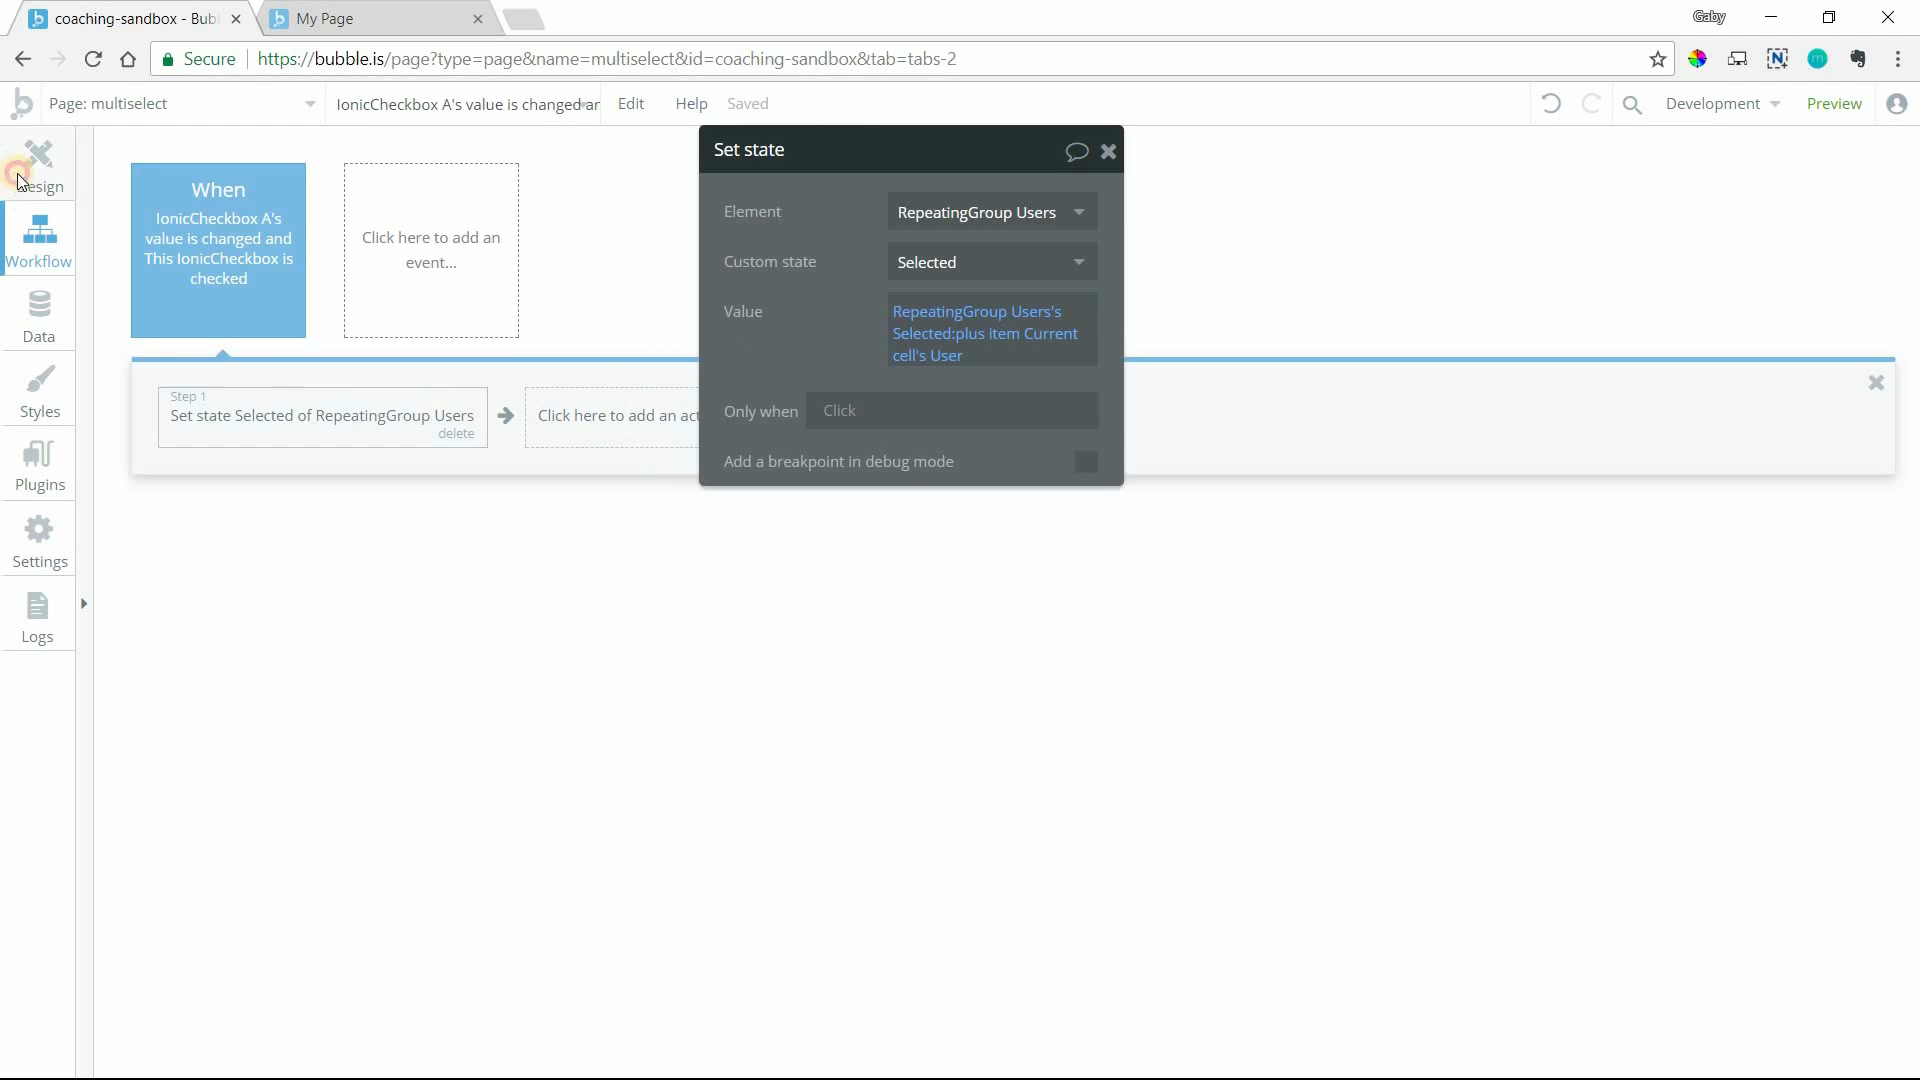 coaching-sandbox - Bub
My Page
Gaby
Secure
https://bubble.is/page?type=page&name=multiselect&id=coaching-sandbox&tab=tabs-2
Page: multiselect
IonicCheckbox A's value is changed ar
Edit
Help
Saved
Development
Preview
Design
Workflow
Data
Styles
Plugins
Settings
Logs
When
IonicCheckbox A's
value is changed and
This IonicCheckbox is
checked
Click here to add an
event...
Step 1
Set state Selected of RepeatingGroup Users
delete
Click here to add an act
Set state
Element
RepeatingGroup Users
Custom state
Selected
Value
RepeatingGroup Users's
Selected:plus item Current
cell's User
Only when
Click
Add a breakpoint in debug mode